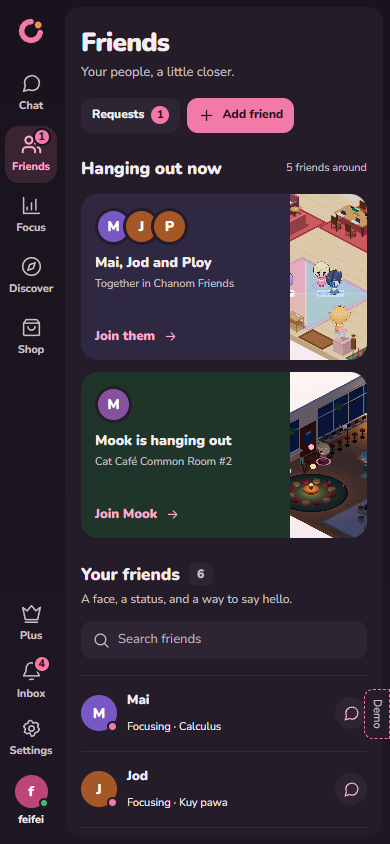 Friends
Your people, a little closer.
Requests 1
Add friend
Hanging out now
5 friends around
M J P
Mai, Jod and Ploy
Together in Chanom Friends
Join them →
M
Mook is hanging out
Cat Café Common Room #2
Join Mook →
Your friends 6
A face, a status, and a way to say hello.
Search friends
M
Mai
Focusing · Calculus
J
Jod
Focusing · Kuy pawa
Demo
Chat
1
Friends
Focus
Discover
Shop
Plus
4
Inbox
Settings
f
feifei